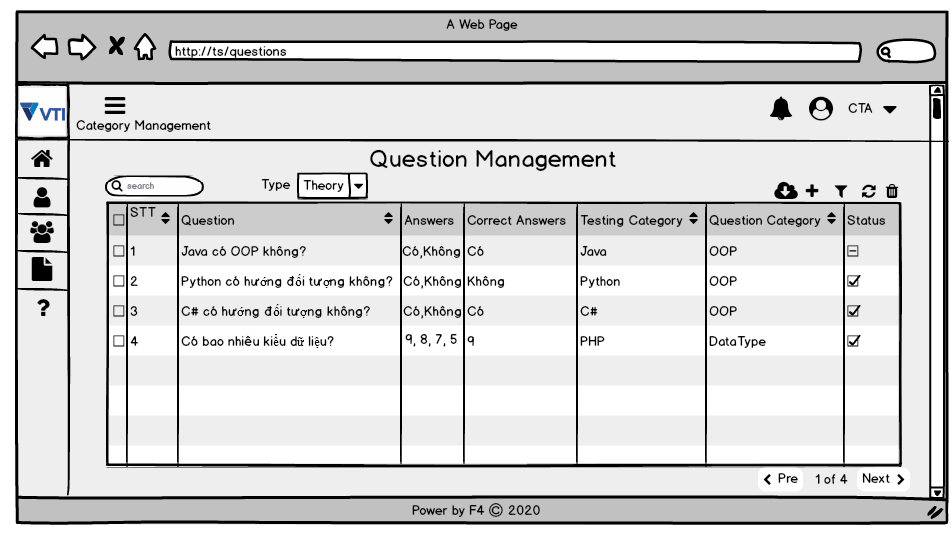 A Web Page
http://ts/questions
VTI
Category Management
CTA
Question Management
search
Type Theory
STT Question Answers Correct Answers Testing Category Question Category Status
1 Java có OOP không? Có,Không Có Java OOP
2 Python có hướng đối tượng không? Có,Không Không Python OOP
3 C# có hướng đối tượng không? Có,Không Có C# OOP
4 Có bao nhiêu kiểu dữ liệu? 9, 8, 7, 5 9 PHP DataType
?
Pre 1 of 4 Next
Power by F4 © 2020